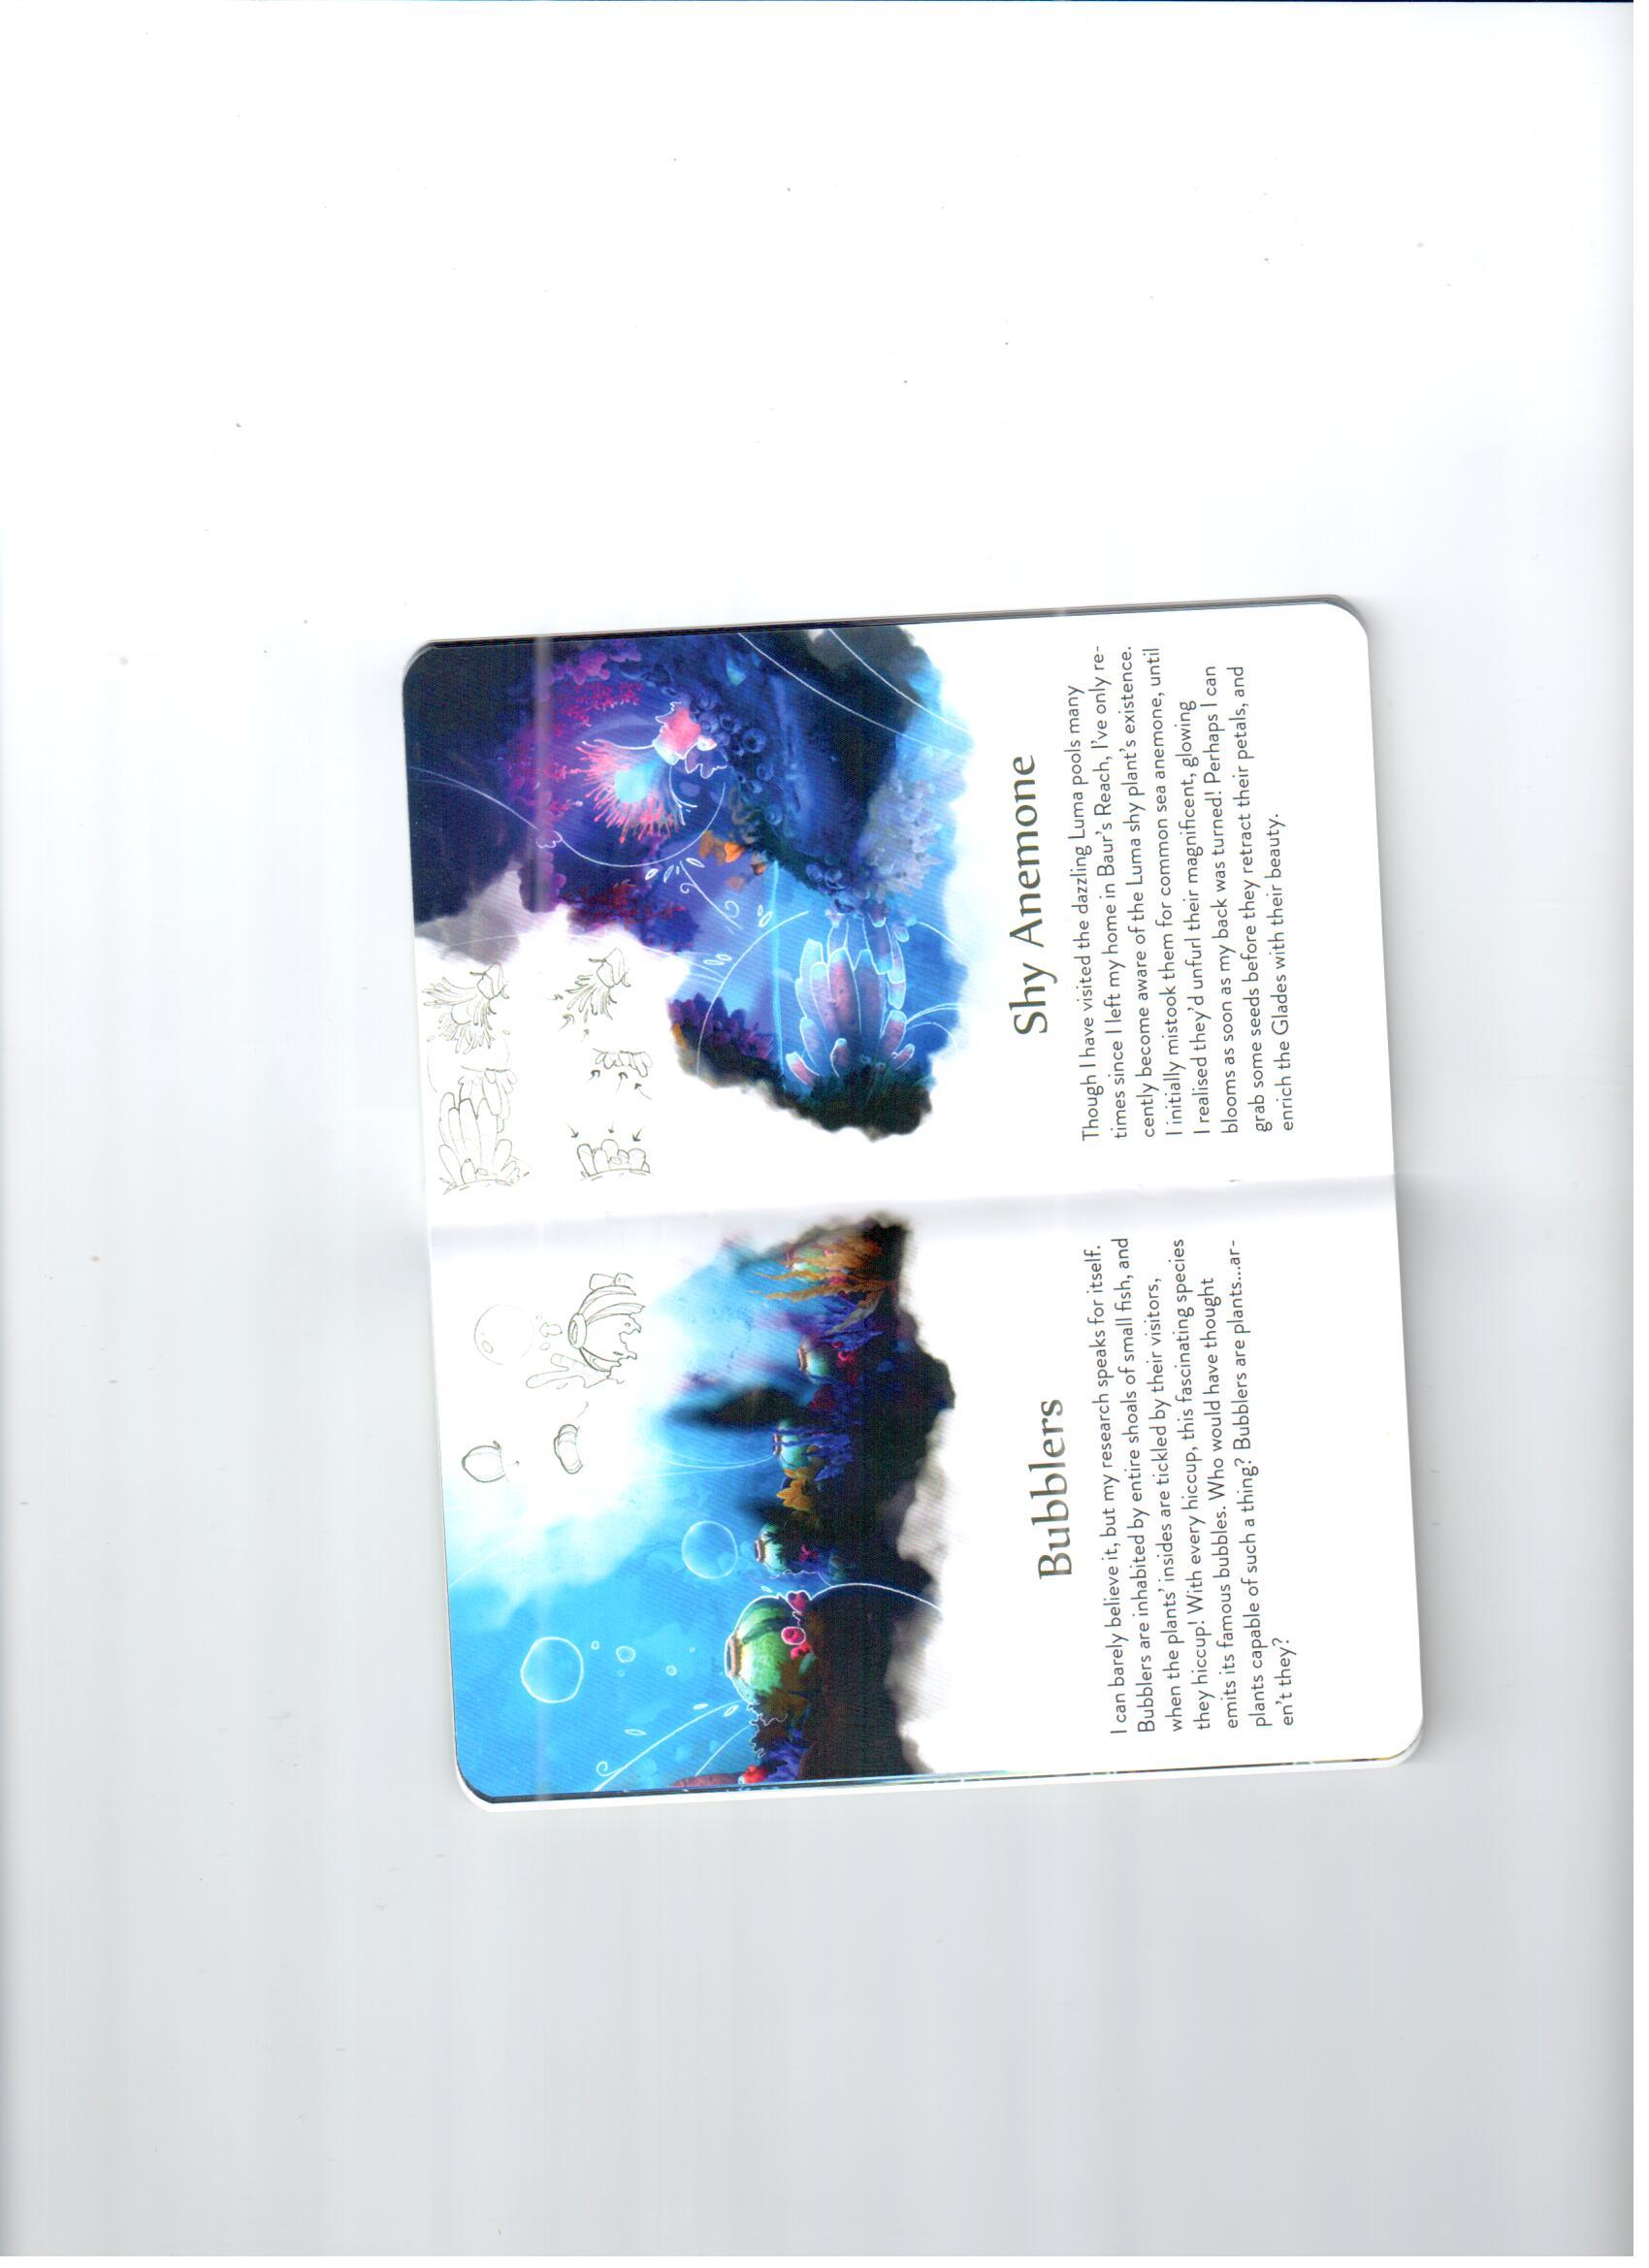 Bubblers
I can barely believe it, but my research speaks for itself.
Bubblers are inhabited by entire shoals of small fish, and
when the plants' insides are tickled by their visitors,
they hiccup! With every hiccup, this fascinating species
emits its famous bubbles. Who would have thought
plants capable of such a thing? Bubblers are plants...ar-
en't they?
Shy Anemone
Though I have visited the dazzling Luma pools many
times since I left my home in Baur's Reach, I've only re-
cently become aware of the Luma shy plant's existence.
I initially mistook them for common sea anemone, until
I realised they'd unfurl their magnificent, glowing
blooms as soon as my back was turned! Perhaps I can
grab some seeds before they retract their petals, and
enrich the Glades with their beauty.